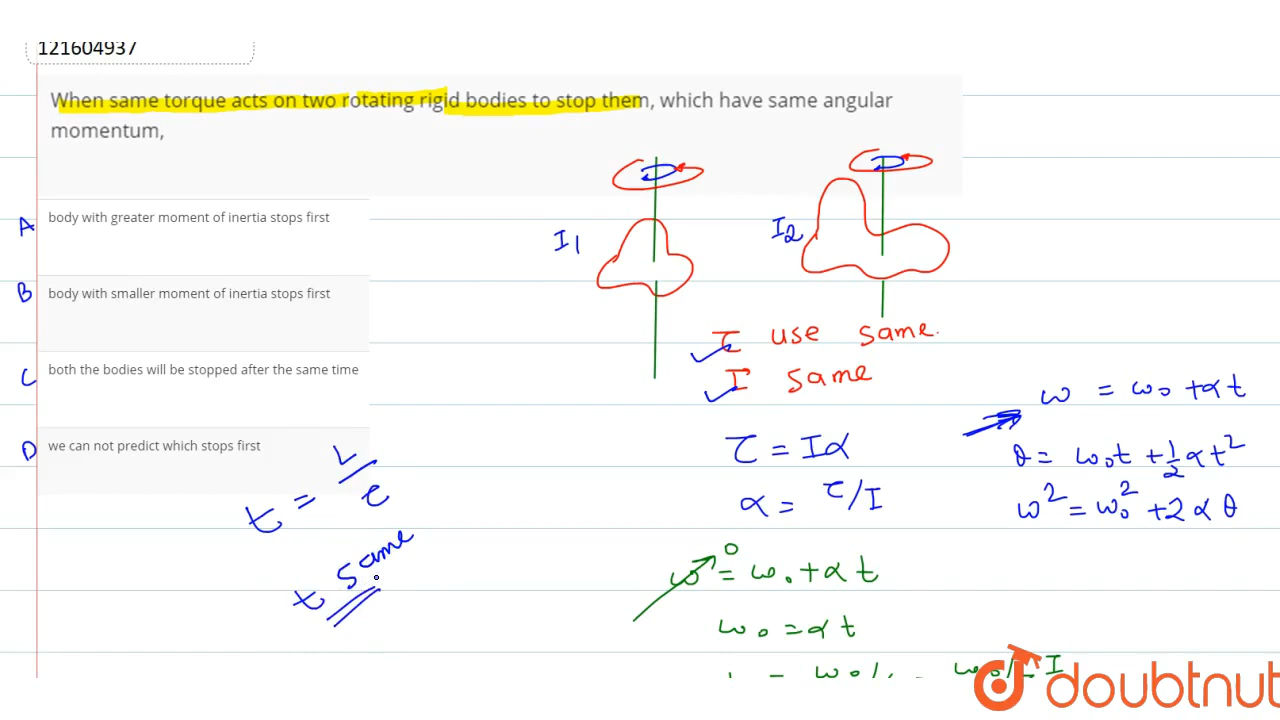 121604937
When same torque acts on two rotating rigid bodies to stop them, which have same angular
momentum,
A body with greater moment of inertia stops first
B body with smaller moment of inertia stops first
C both the bodies will be stopped after the same time
D we can not predict which stops first
I1
I2
τ use same.
I same
τ = Iα
α = τ/I
ω = ω₀ + αt
θ = ω₀t + 1/2 αt²
ω² = ω₀² + 2αθ
0
ω = ω₀ + αt
ω₀ = αt
t = L/τ
t same
doubtnut